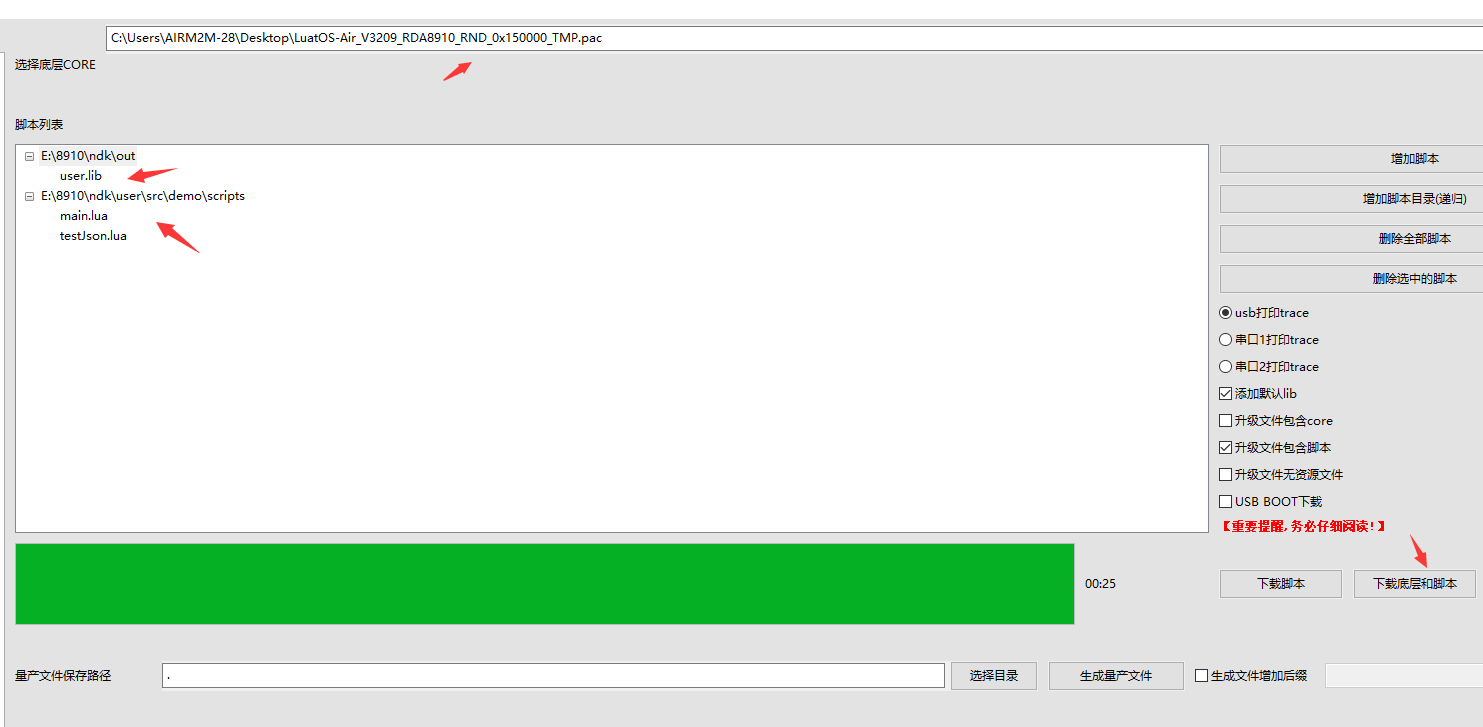 C:\Users\AIRM2M-28\Desktop\LuatOS-Air_V3209_RDA8910_RND_0x150000_TMP.pac
选择底层CORE
脚本列表
E:\8910\ndk\out
user.lib
E:\8910\ndk\user\src\demo\scripts
main.lua
testJson.lua
增加脚本
增加脚本目录(递归)
删除全部脚本
删除选中的脚本
usb打印trace
串口1打印trace
串口2打印trace
添加默认lib
升级文件包含core
升级文件包含脚本
升级文件无资源文件
USB BOOT下载
【重要提醒,务必仔细阅读!】
00:25
下载脚本
下载底层和脚本
量产文件保存路径
.
选择目录
生成量产文件
生成文件增加后缀